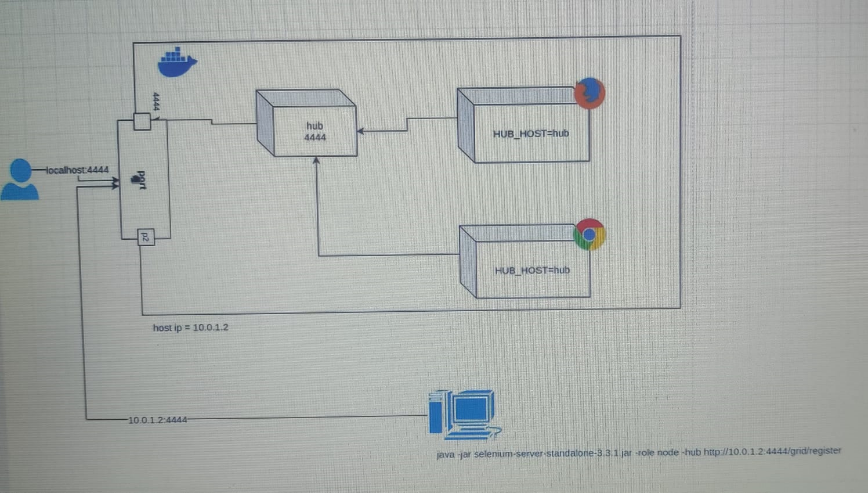 4444
hub
4444
HUB_HOST=hub
localhost:4444
port
p2
HUB_HOST=hub
host ip = 10.0.1.2
10.0.1.2:4444
java -jar selenium-server-standalone-3.3.1.jar -role node -hub http://10.0.1.2:4444/grid/register